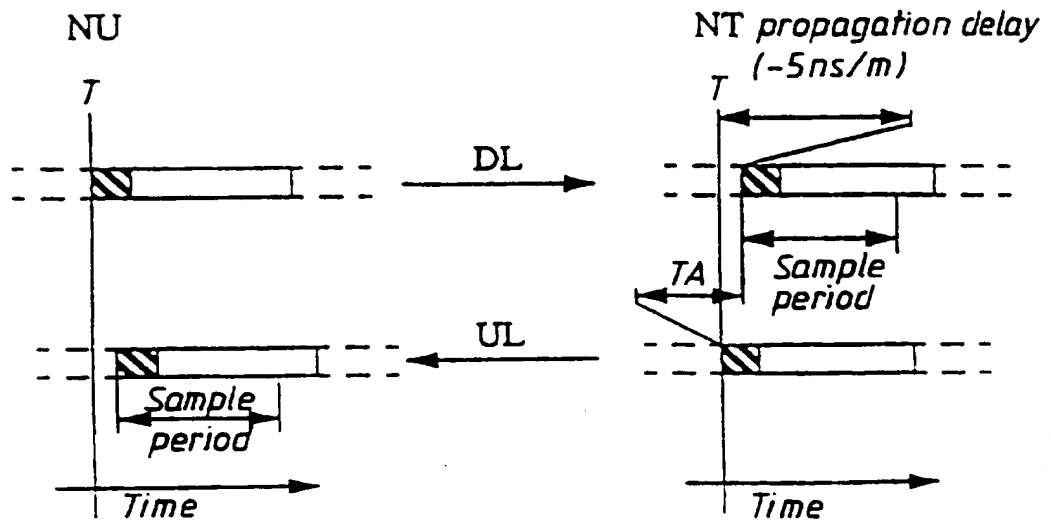 NU
NT propagation delay
(~5ns/m)
T
T
DL
Sample
period
TA
UL
Sample
period
Time
Time